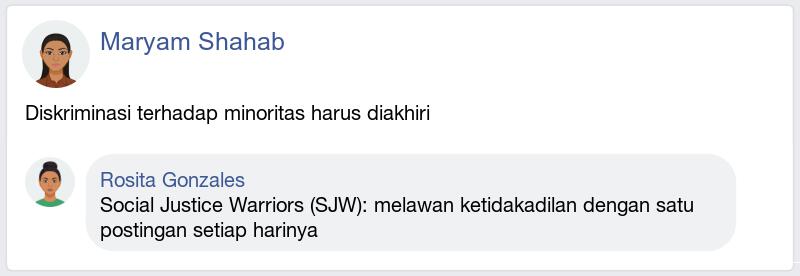 Maryam Shahab
Diskriminasi terhadap minoritas harus diakhiri
Rosita Gonzales
Social Justice Warriors (SJW): melawan ketidakadilan dengan satu
postingan setiap harinya